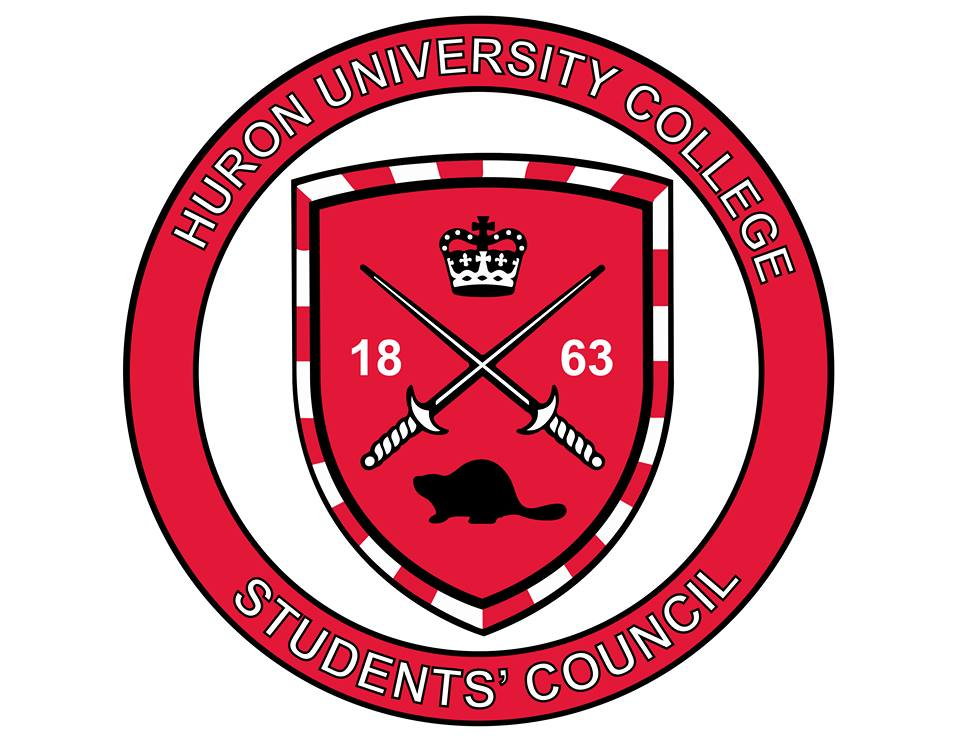 HURON UNIVERSITY COLLEGE
18 63
STUDENTS' COUNCIL